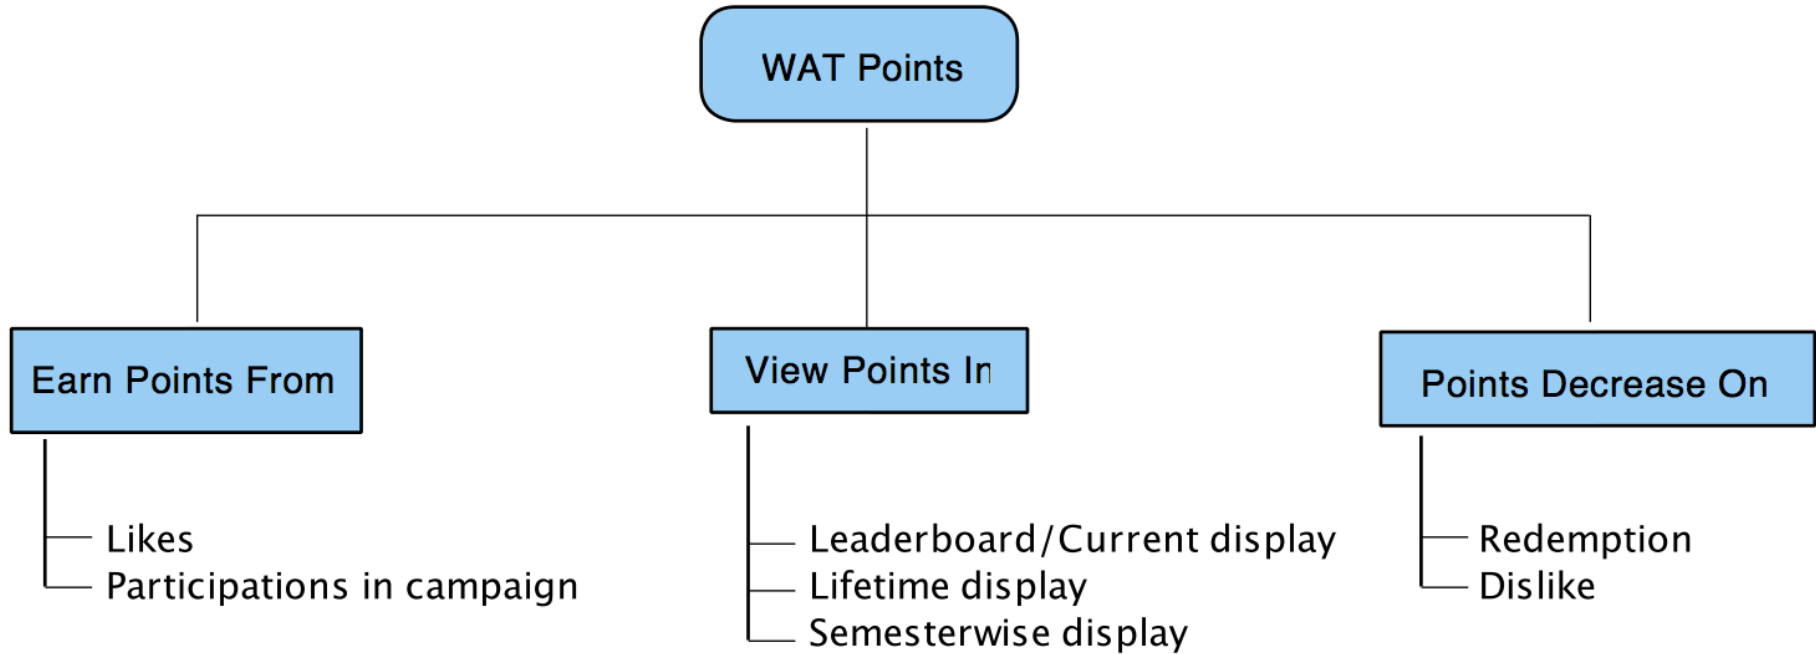 WAT Points
Earn Points From
Likes
Participations in campaign
View Points In
Leaderboard/Current display
Lifetime display
Semesterwise display
Points Decrease On
Redemption
Dislike